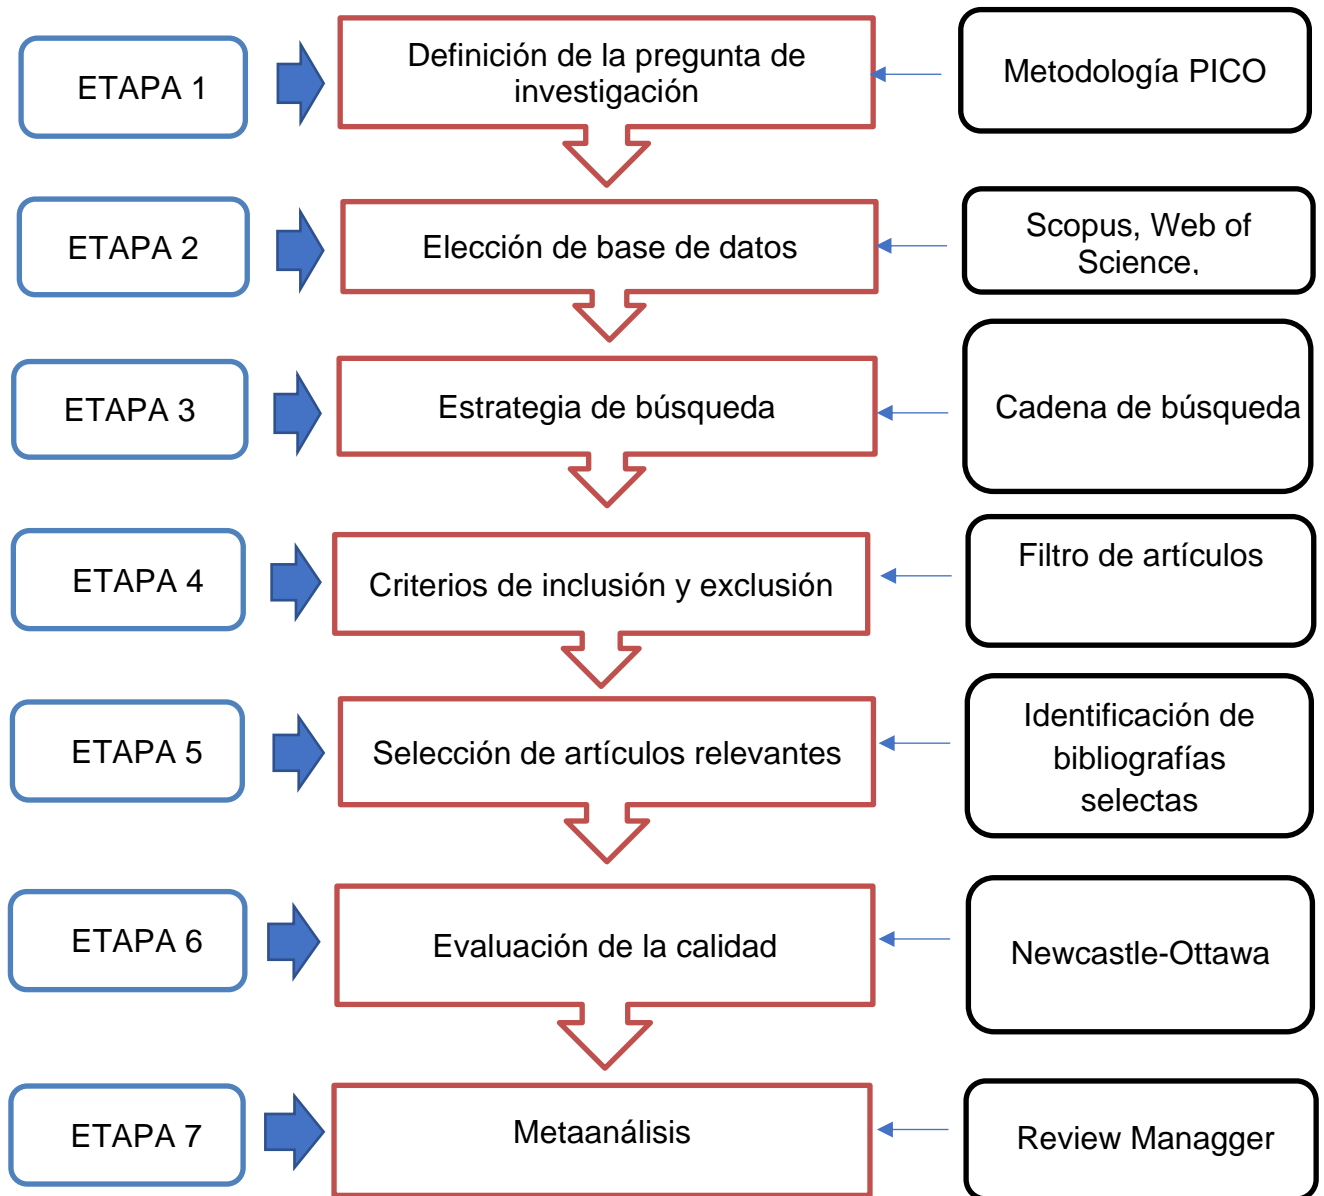 ETAPA 1
Definición de la pregunta de
investigación
Metodología PICO
ETAPA 2
Elección de base de datos
Scopus, Web of
Science,
ETAPA 3
Estrategia de búsqueda
Cadena de búsqueda
ETAPA 4
Criterios de inclusión y exclusión
Filtro de artículos
ETAPA 5
Selección de artículos relevantes
Identificación de
bibliografías
selectas
ETAPA 6
Evaluación de la calidad
Newcastle-Ottawa
ETAPA 7
Metaanálisis
Review Managger